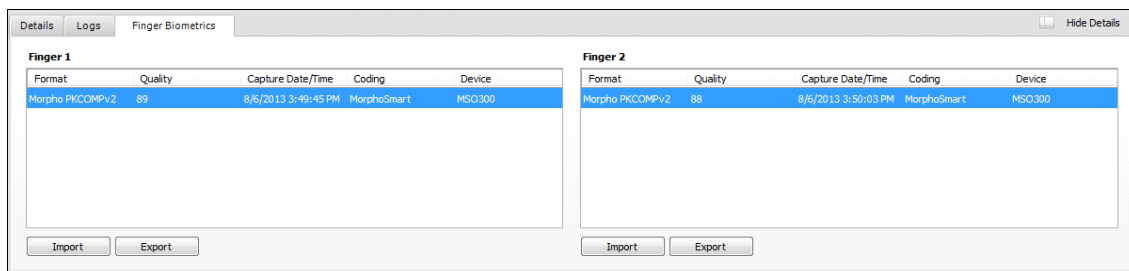 Details Logs Finger Biometrics Hide Details
Finger 1 Finger 2
Format Quality Capture Date/Time Coding Device Format Quality Capture Date/Time Coding Device
Morpho PKCOMPv2 89 8/6/2013 3:49:45 PM MorphoSmart MSO300 Morpho PKCOMPv2 88 8/6/2013 3:50:03 PM MorphoSmart MSO300
Import Export Import Export